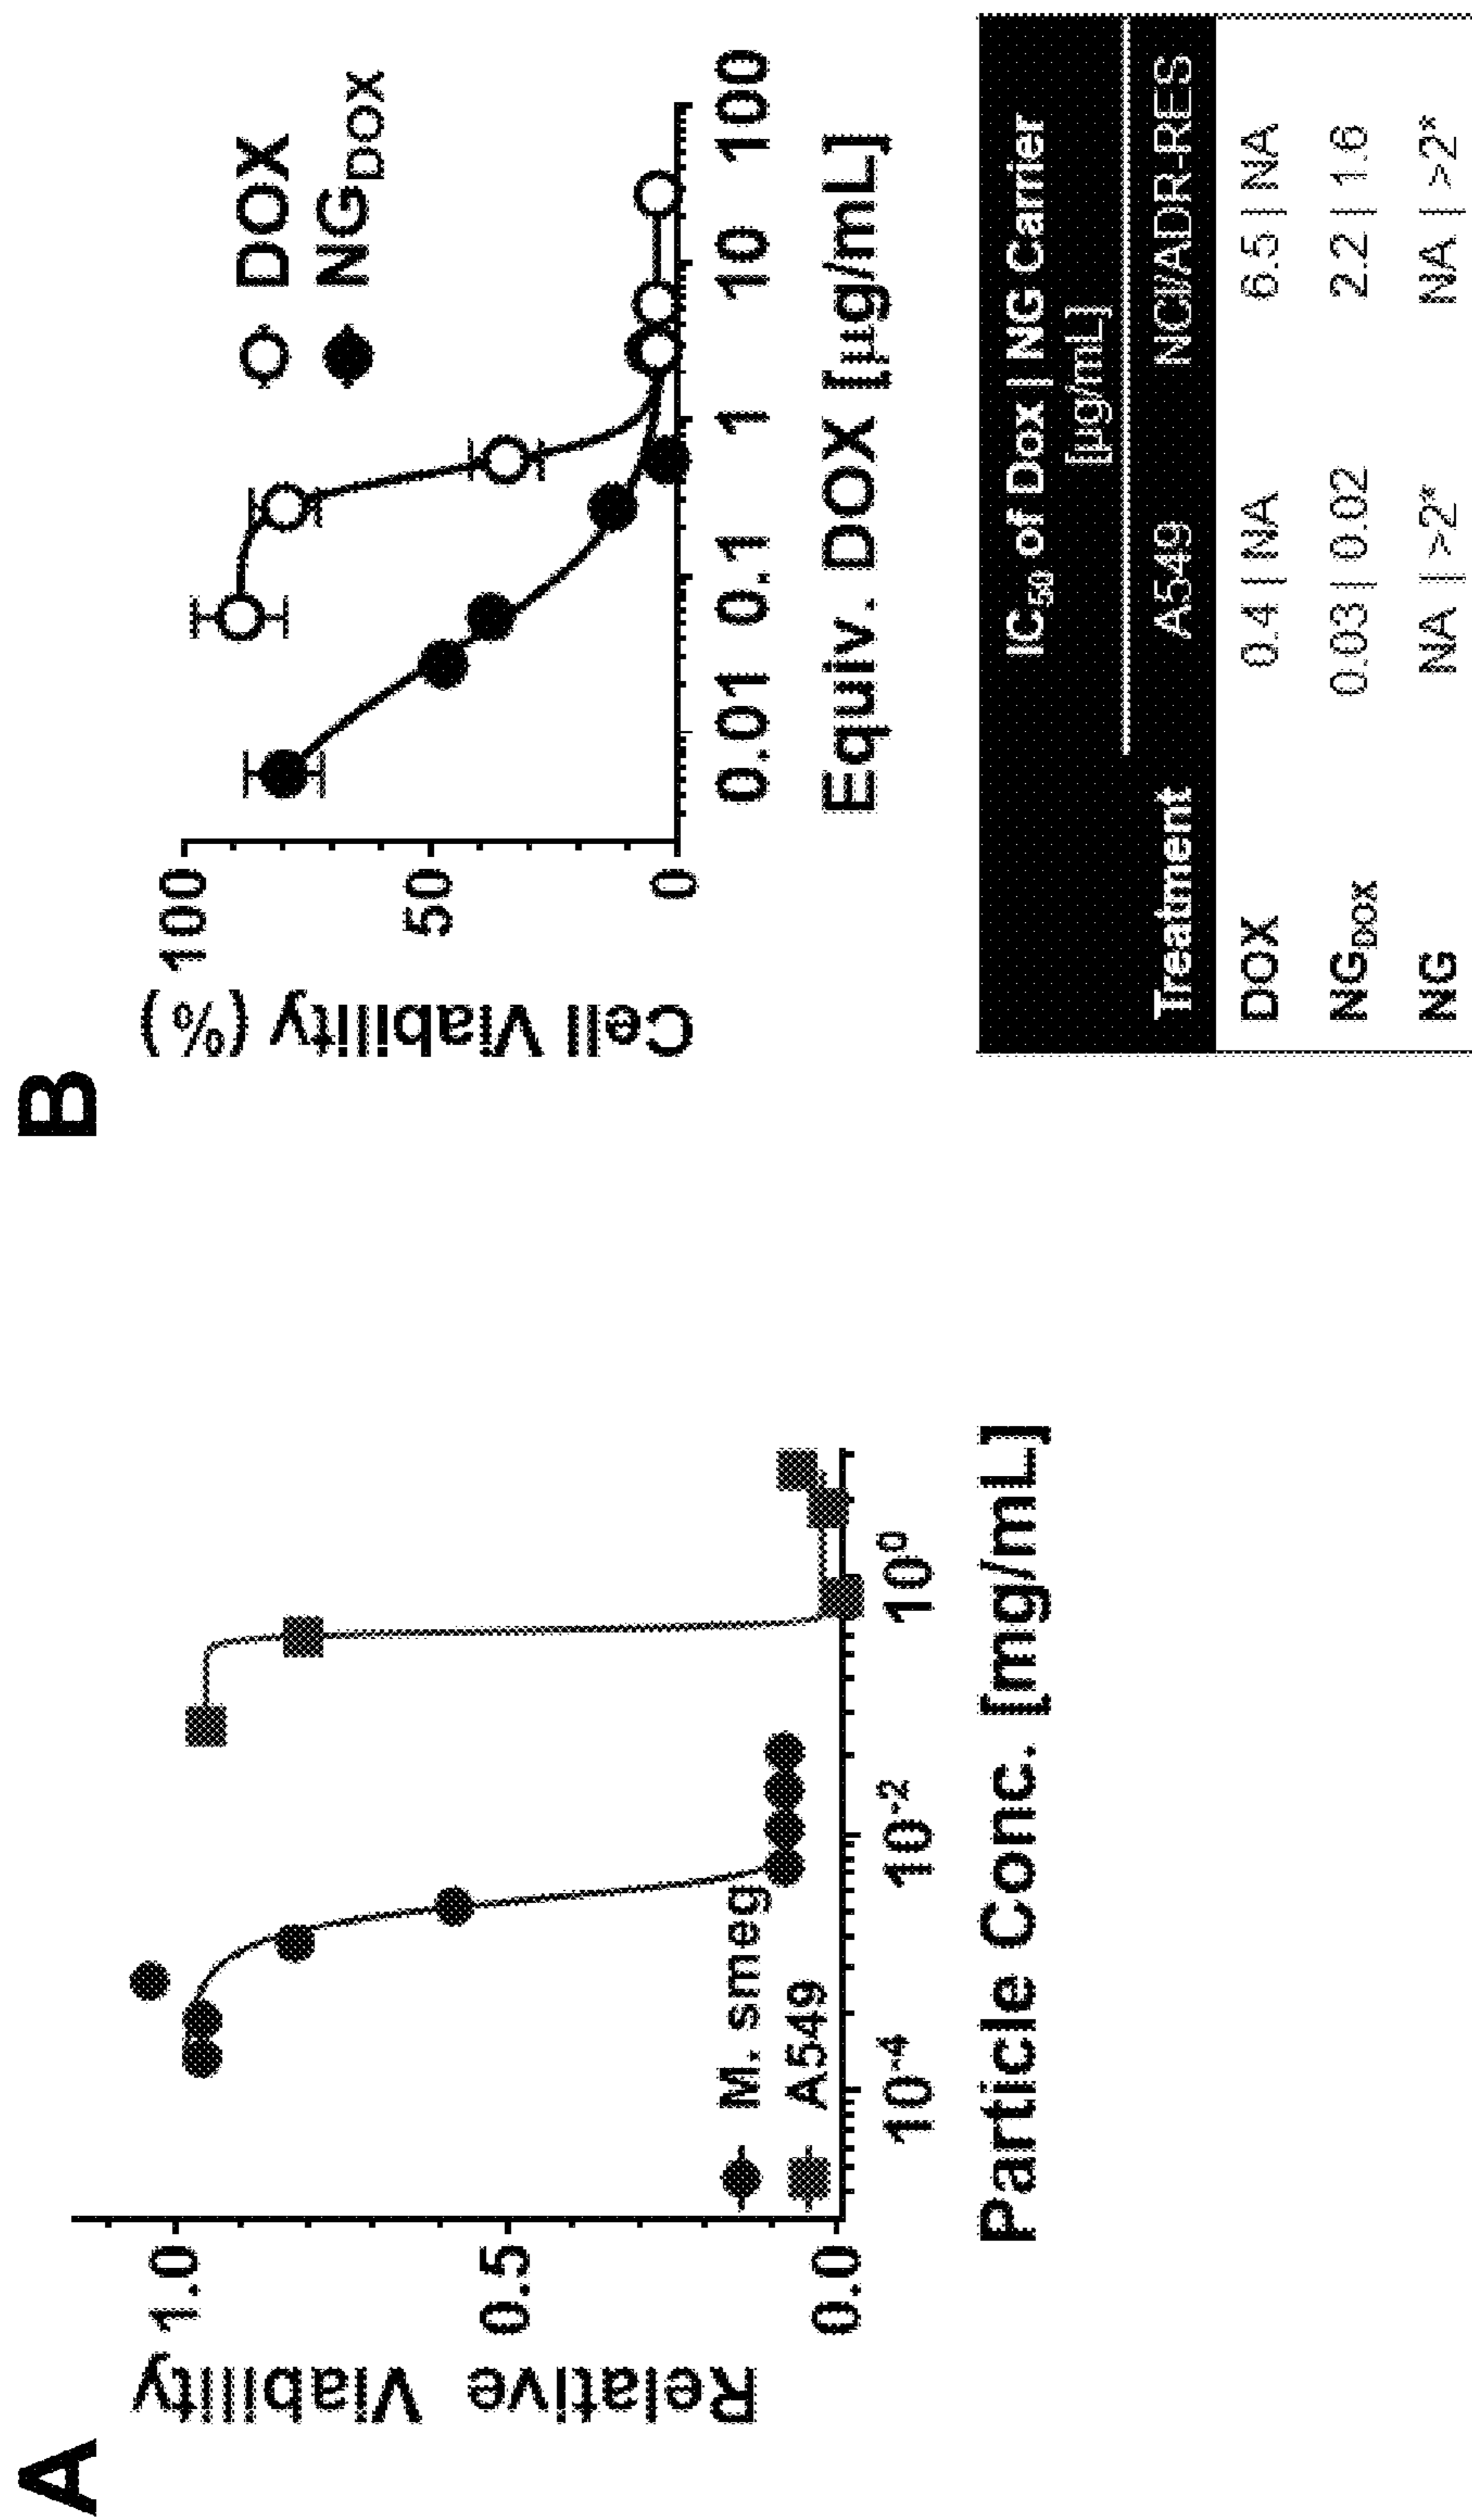 A
Relative Viability
1.0
0.5
0.0
M. smeg
A549
10⁻⁴ 10⁻² 10⁰
Particle Conc. [mg/mL]
B
Cell Viability (%)
100
50
0
DOX
NG_DOX
0.01 0.1 1 10 100
Equiv. DOX [µg/mL]
IC₅₀ of Dox | NG Carrier
[µg/mL]
Treatment A549 NCI/ADR-RES
DOX 0.4 | NA 6.5 | NA
NG_DOX 0.03 | 0.02 2.2 | 1.6
NG NA | >2* NA | >2*